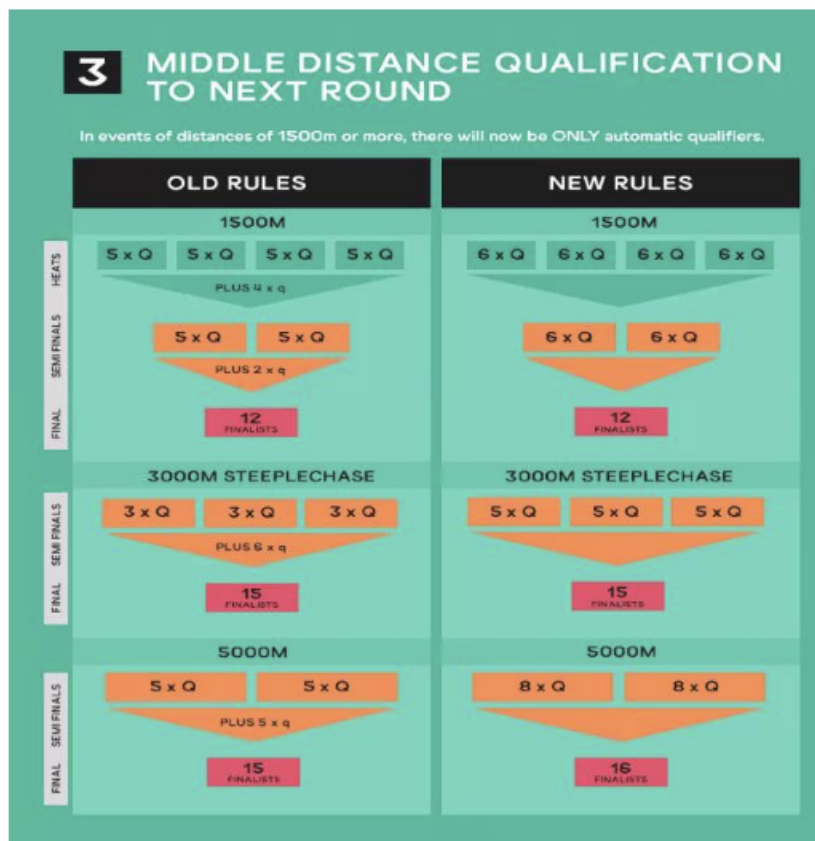 3
MIDDLE DISTANCE QUALIFICATION
TO NEXT ROUND
In events of distances of 1500m or more, there will now be ONLY automatic qualifiers.
OLD RULES
1500M
HEATS
5 x Q 5 x Q 5 x Q 5 x Q
PLUS 4 x q
SEMI FINALS
5 x Q 5 x Q
PLUS 2 x q
FINAL
12
FINALISTS
3000M STEEPLECHASE
SEMI FINALS
3 x Q 3 x Q 3 x Q
PLUS 6 x q
FINAL
15
FINALISTS
5000M
SEMI FINALS
5 x Q 5 x Q
PLUS 5 x q
FINAL
15
FINALISTS
NEW RULES
1500M
6 x Q 6 x Q 6 x Q 6 x Q
6 x Q 6 x Q
12
FINALISTS
3000M STEEPLECHASE
5 x Q 5 x Q 5 x Q
15
FINALISTS
5000M
8 x Q 8 x Q
16
FINALISTS